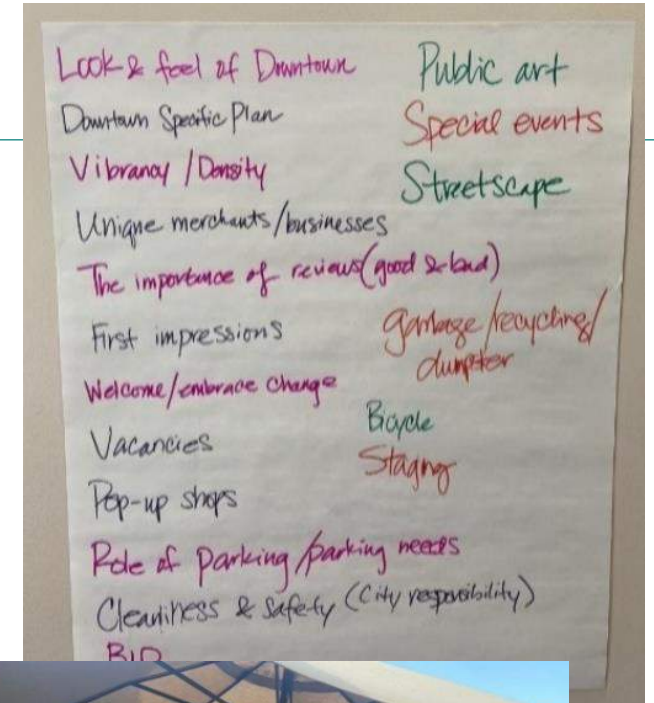 Look & feel of Downtown
Downtown Specific Plan
Vibrancy / Density
Unique merchants/businesses
The importance of reviews (good & bad)
First impressions
Welcome/embrace change
Vacancies
Pop-up shops
Role of parking/parking needs
Cleanliness & Safety (City responsibility)
BID
Public art
Special events
Streetscape
garbage/recycling/
dumpster
Bicycle
Staging